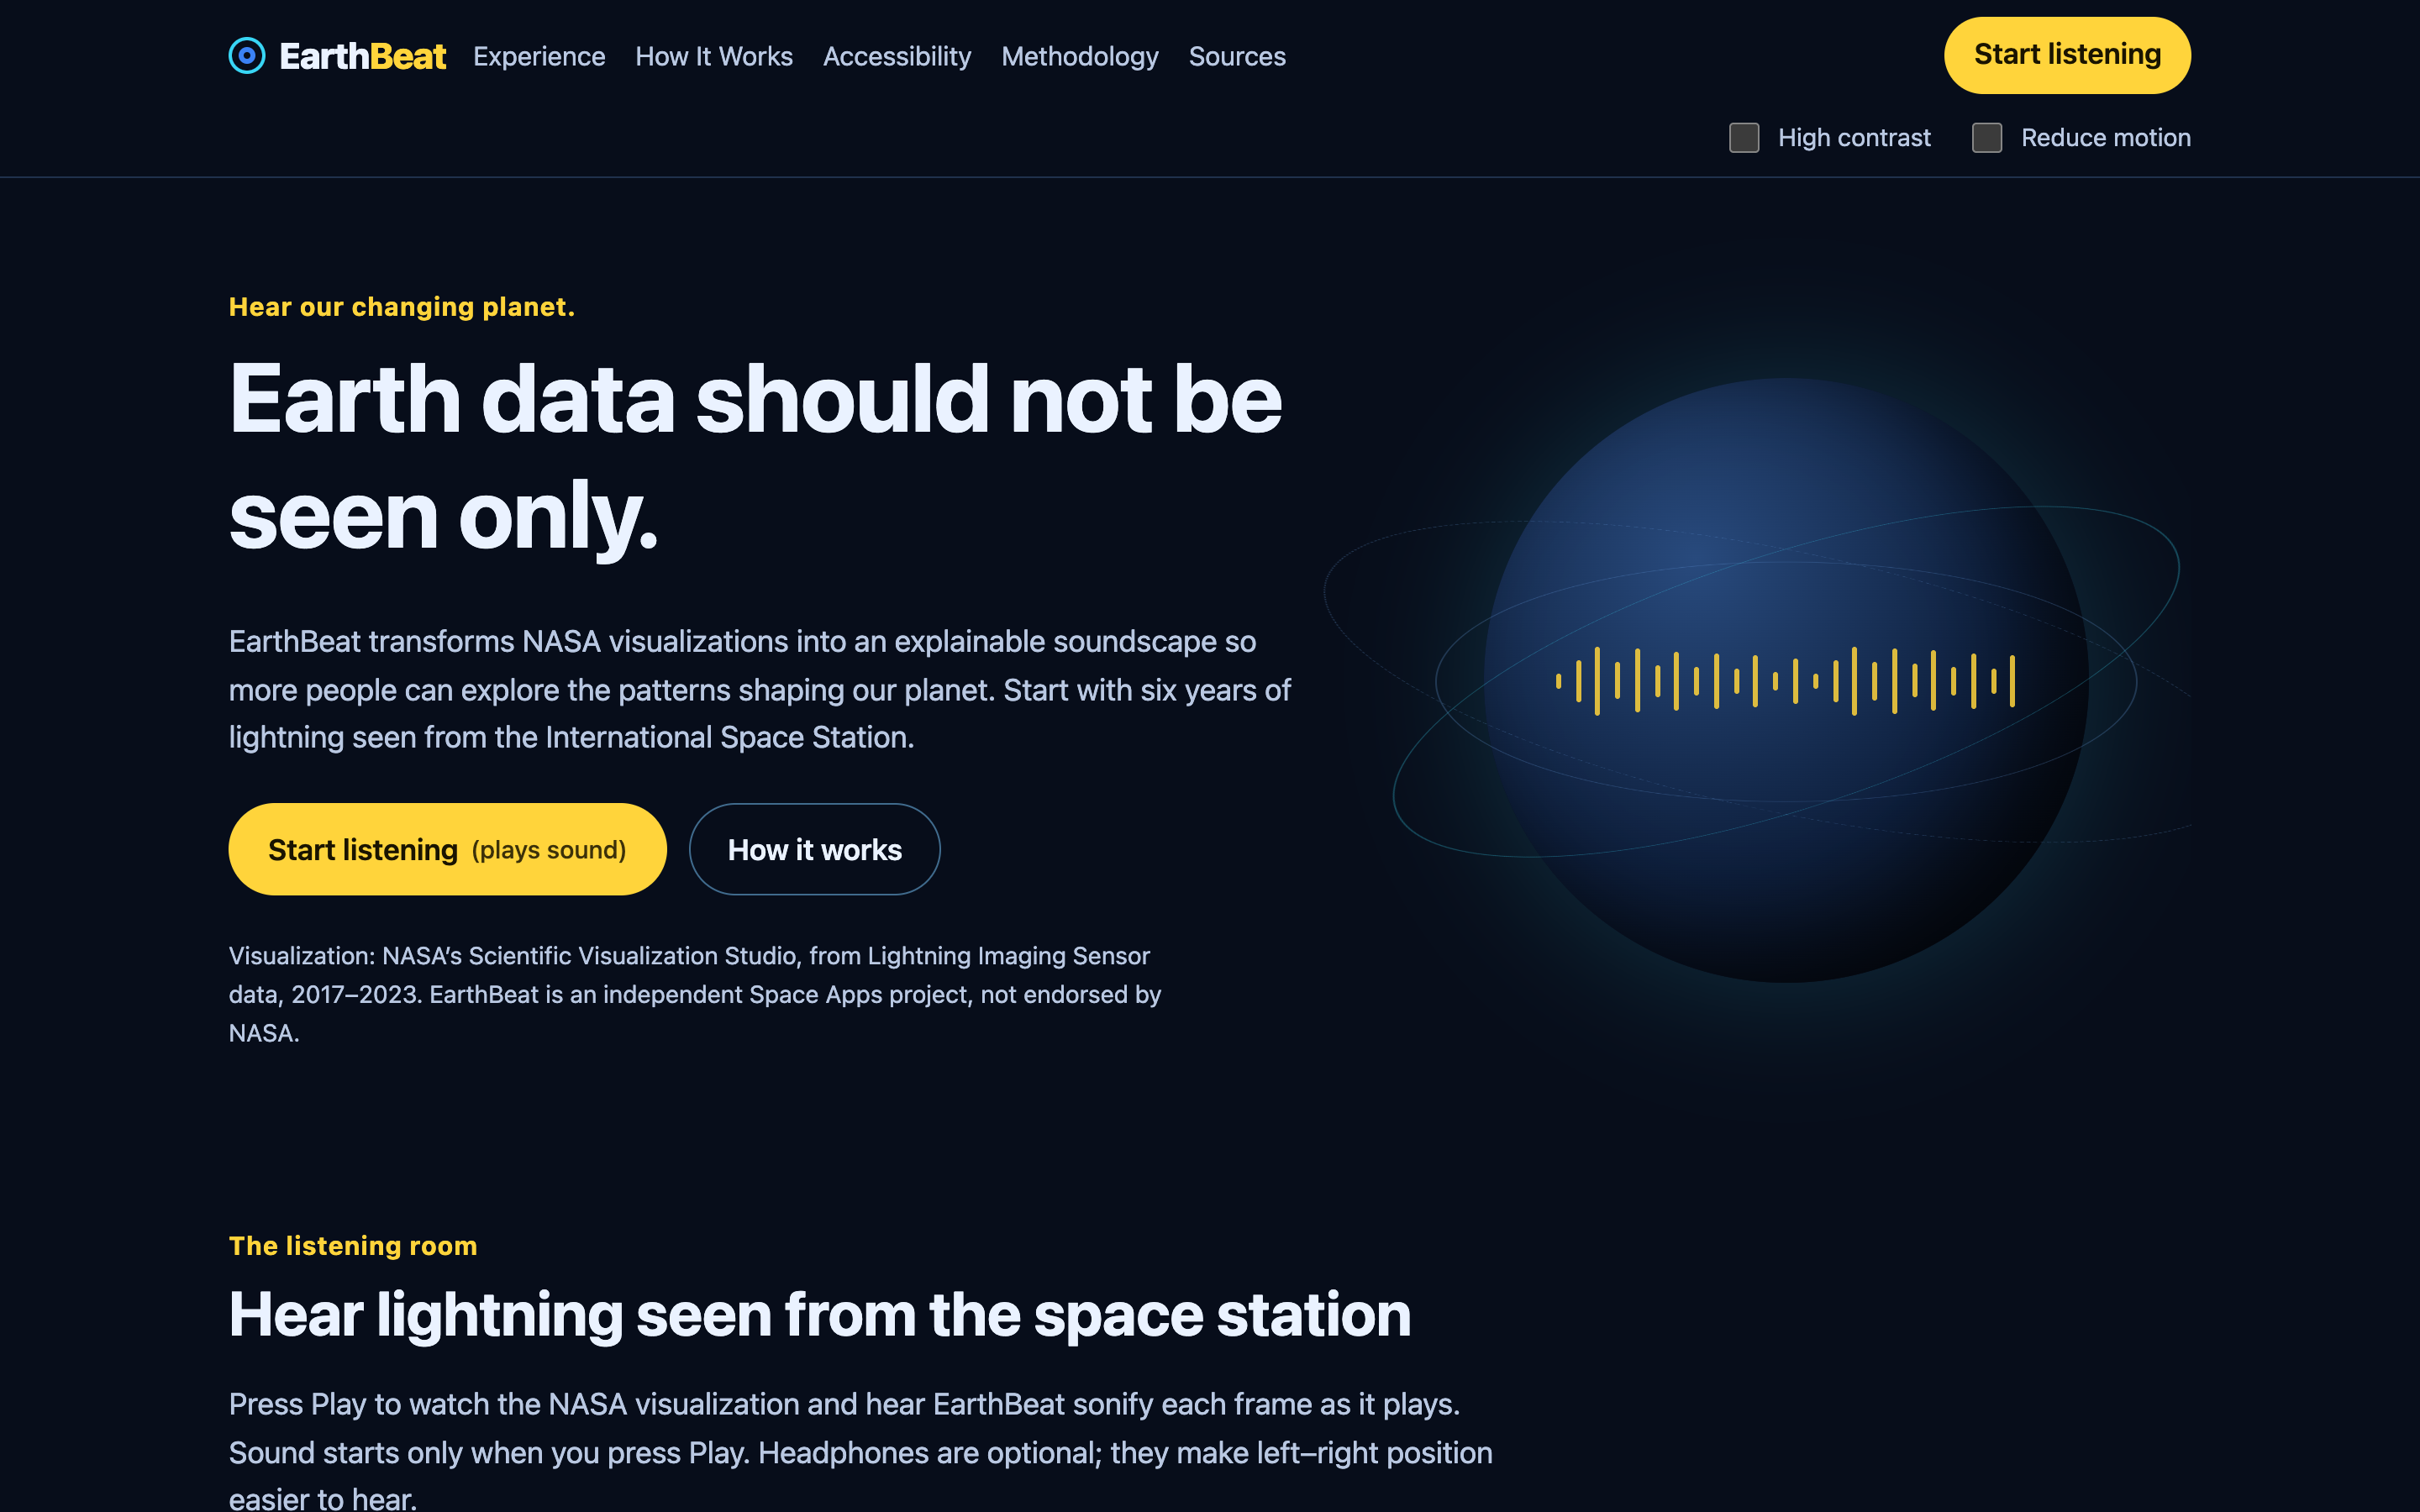 EarthBeat Experience How It Works Accessibility Methodology Sources Start listening
High contrast Reduce motion
Hear our changing planet.
Earth data should not be
seen only.
EarthBeat transforms NASA visualizations into an explainable soundscape so
more people can explore the patterns shaping our planet. Start with six years of
lightning seen from the International Space Station.
Start listening (plays sound) How it works
Visualization: NASA’s Scientific Visualization Studio, from Lightning Imaging Sensor
data, 2017–2023. EarthBeat is an independent Space Apps project, not endorsed by
NASA.
The listening room
Hear lightning seen from the space station
Press Play to watch the NASA visualization and hear EarthBeat sonify each frame as it plays.
Sound starts only when you press Play. Headphones are optional; they make left–right position
easier to hear.